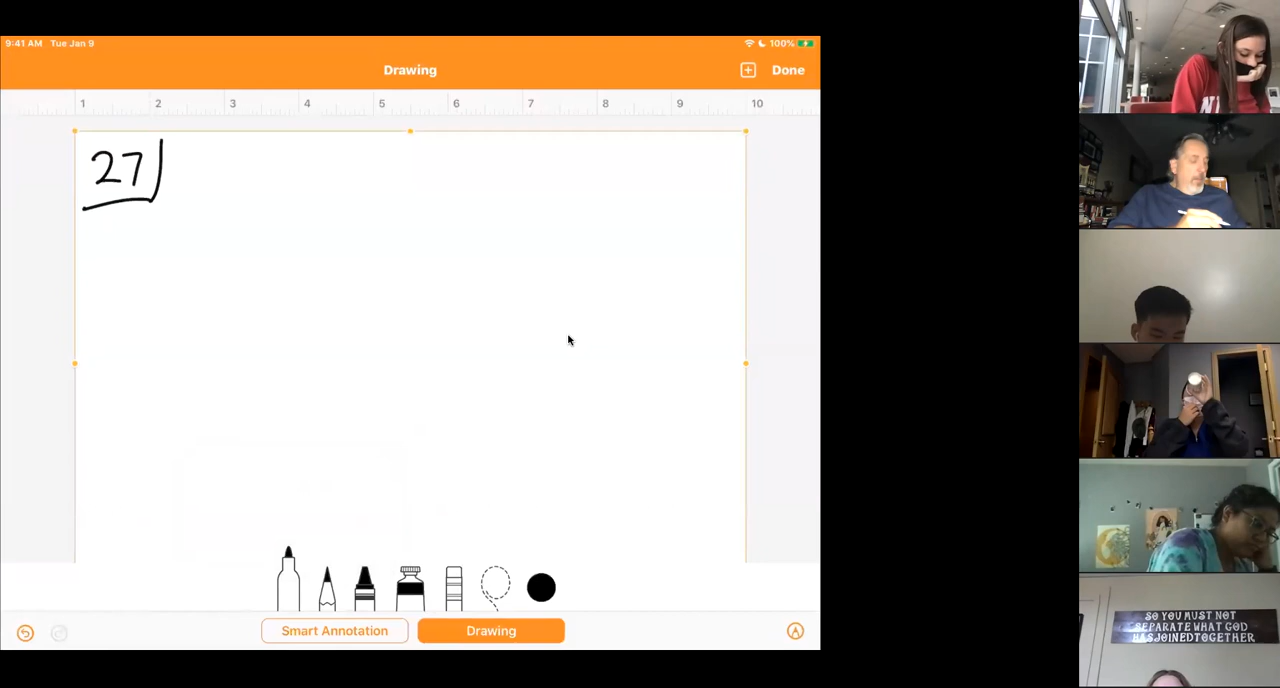 9:41 AM Tue Jan 9
100%
Drawing
Done
1 2 3 4 5 6 7 8 9 10
27
Smart Annotation
Drawing
SO YOU MUST NOT
SEPARATE WHAT GOD
HAS JOINED TOGETHER